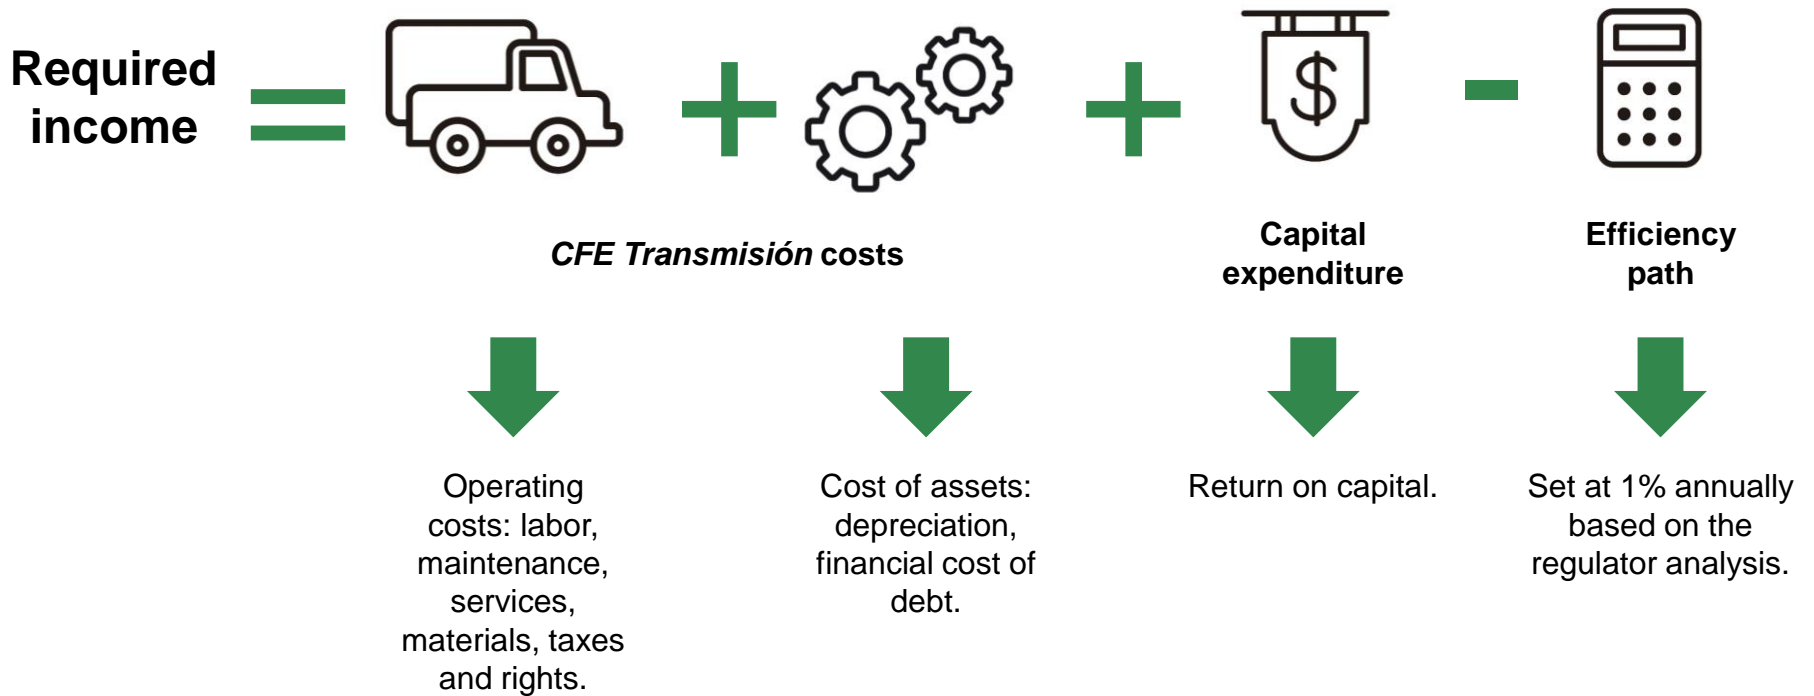 Required
income
$
CFE Transmisión costs
Capital
expenditure
Efficiency
path
Operating
costs: labor,
maintenance,
services,
materials, taxes
and rights.
Cost of assets:
depreciation,
financial cost of
debt.
Return on capital.
Set at 1% annually
based on the
regulator analysis.